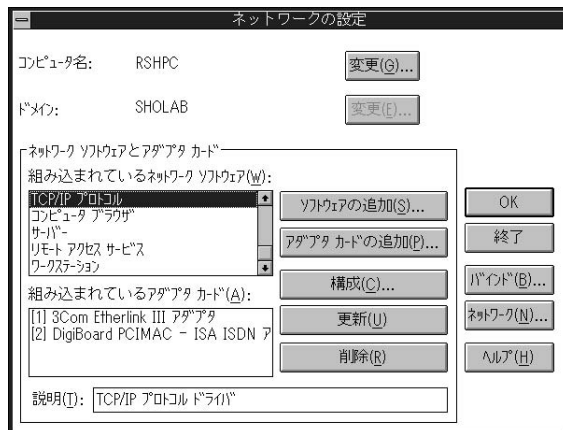 ネットワークの設定
コンピュータ名: RSHPC 変更(G)...
ドメイン: SHOLAB 変更(F)...
ネットワーク ソフトウェアとアダプタ カード
組み込まれているネットワーク ソフトウェア(W):
TCP/IP プロトコル
コンピュータ ブラウザ
サーバー
リモート アクセス サービス
ワークステーション
ソフトウェアの追加(S)...
アダプタ カードの追加(P)...
構成(C)...
更新(U)
削除(R)
組み込まれているアダプタ カード(A):
[1] 3Com Etherlink III アダプタ
[2] DigiBoard PCIMAC - ISA ISDN ア
説明(T): TCP/IP プロトコル ドライバ
OK
終了
バインド(B)...
ネットワーク(N)...
ヘルプ(H)